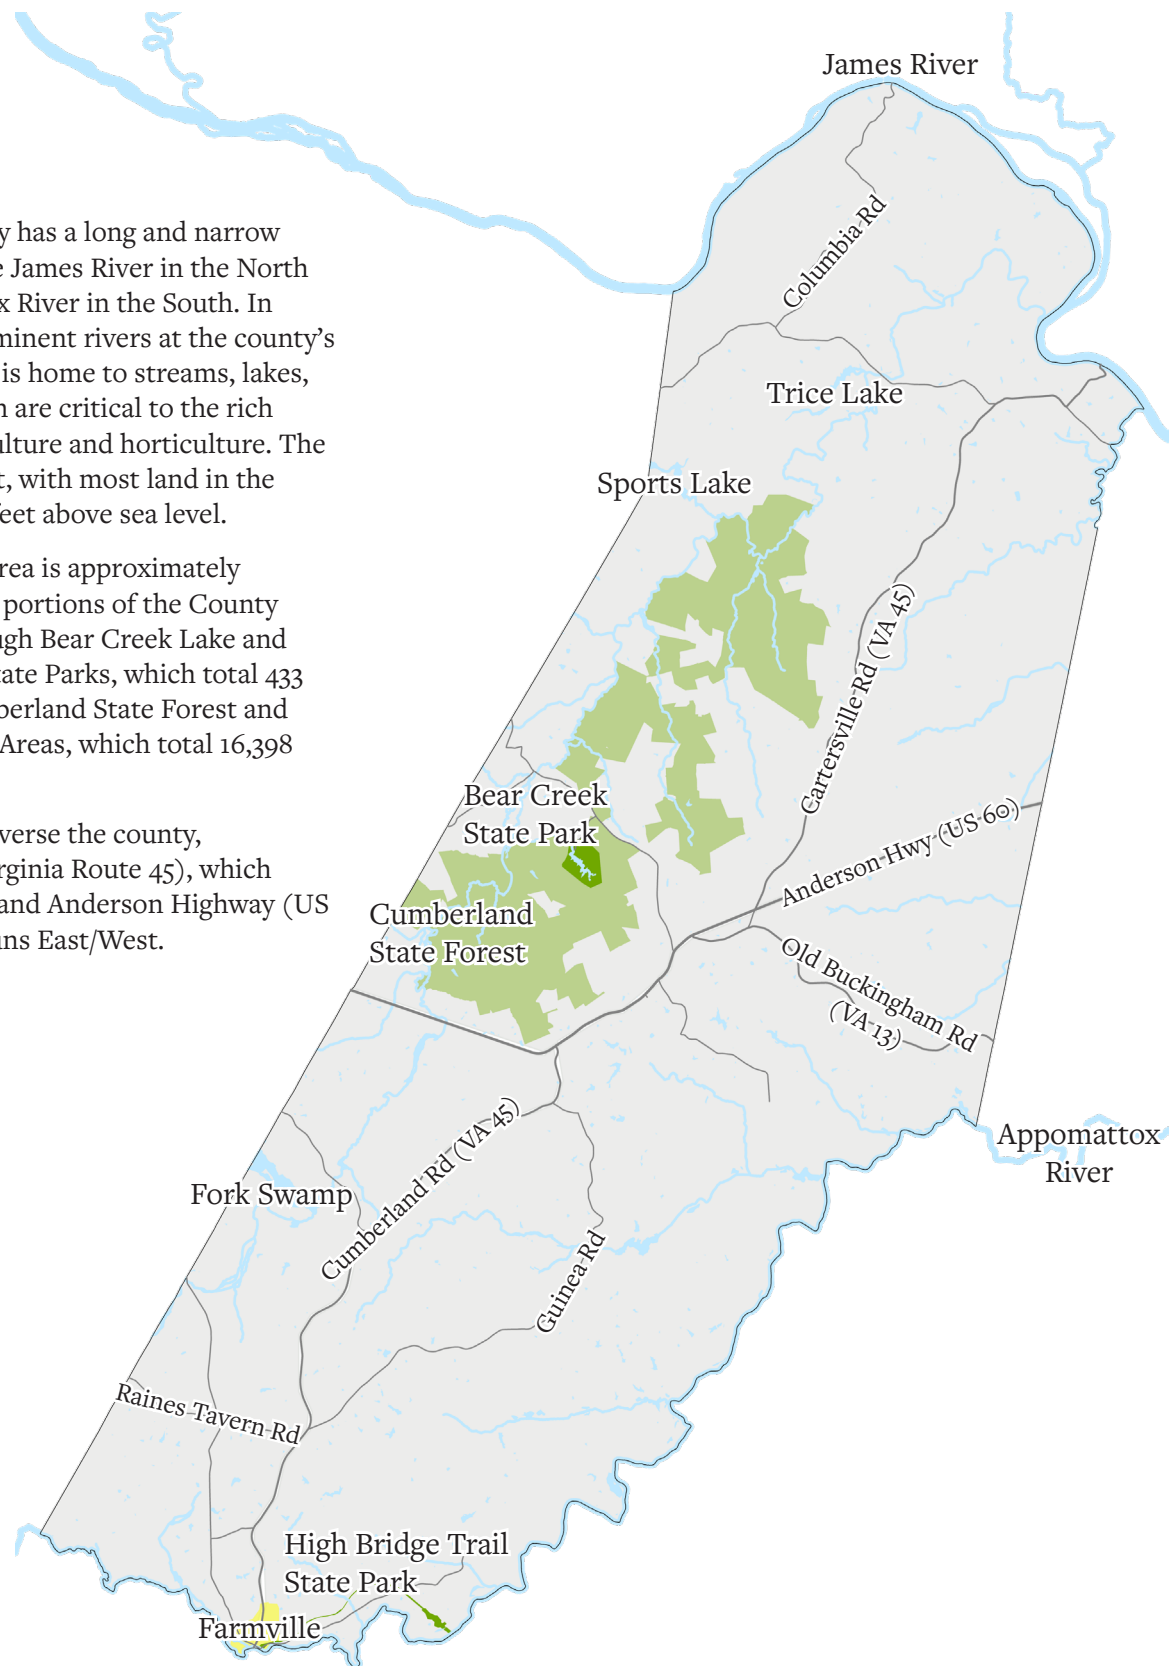 James River
y has a long and narrow
e James River in the North
x River in the South. In
minent rivers at the county's
is home to streams, lakes,
h are critical to the rich
ulture and horticulture. The
t, with most land in the
feet above sea level.
rea is approximately
portions of the County
ugh Bear Creek Lake and
tate Parks, which total 433
berland State Forest and
Areas, which total 16,398
verse the county,
rginia Route 45), which
and Anderson Highway (US
uns East/West.
Columbia Rd
Trice Lake
Sports Lake
Cartersville Rd (VA 45)
Bear Creek
State Park
Anderson Hwy (US 60)
Cumberland
State Forest
Old Buckingham Rd
(VA 13)
Appomattox
River
Cumberland Rd (VA 45)
Fork Swamp
Guinea Rd
Raines Tavern Rd
High Bridge Trail
State Park
Farmville